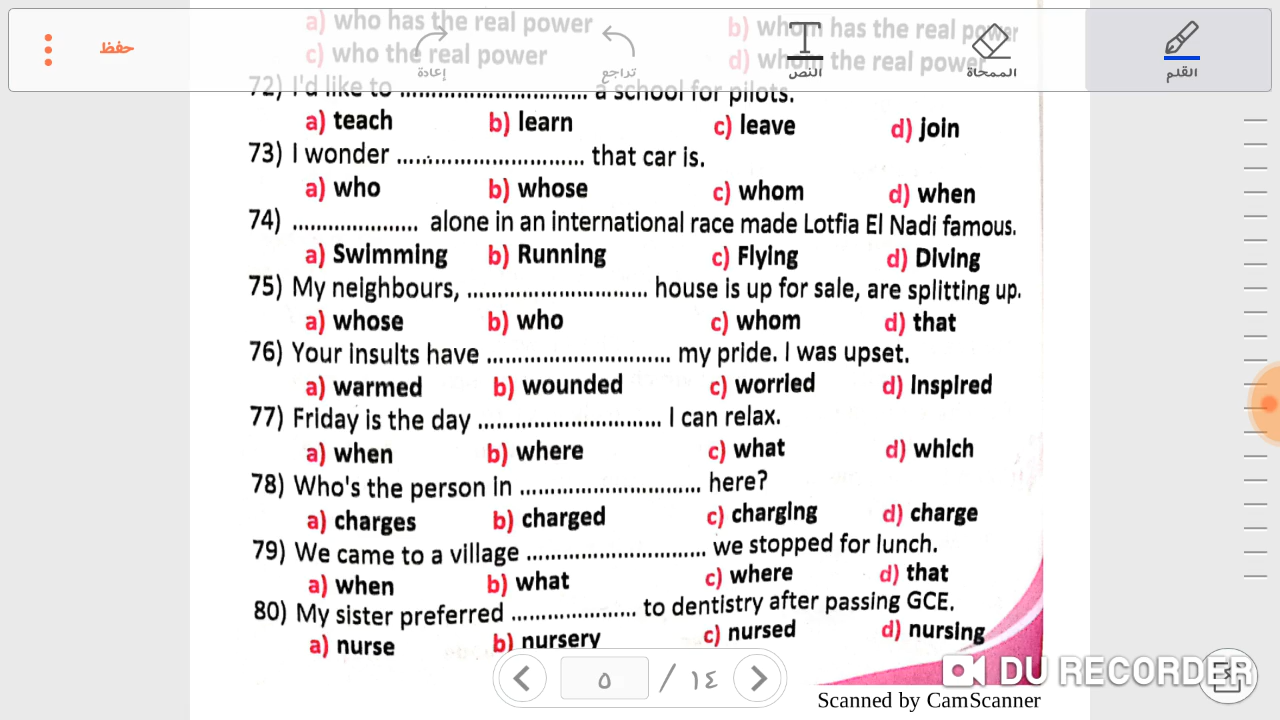 a) who has the real power b) whom has the real power
c) who the real power d) whom the real power
حفظ
إعادة
تراجع
النص
الممحاة
القلم
72) I'd like to ............................... a school for pilots.
a) teach b) learn c) leave d) join
73) I wonder ............................... that car is.
a) who b) whose c) whom d) when
74) ..................... alone in an international race made Lotfia El Nadi famous.
a) Swimming b) Running c) Flying d) Diving
75) My neighbours, .............................. house is up for sale, are splitting up.
a) whose b) who c) whom d) that
76) Your insults have .............................. my pride. I was upset.
a) warmed b) wounded c) worried d) Inspired
77) Friday is the day .............................. I can relax.
a) when b) where c) what d) which
78) Who's the person in .............................. here?
a) charges b) charged c) charging d) charge
79) We came to a village .............................. we stopped for lunch.
a) when b) what c) where d) that
80) My sister preferred ..................... to dentistry after passing GCE.
a) nurse b) nursery c) nursed d) nursing
٥ / ١٤
DU RECORDER
Scanned by CamScanner